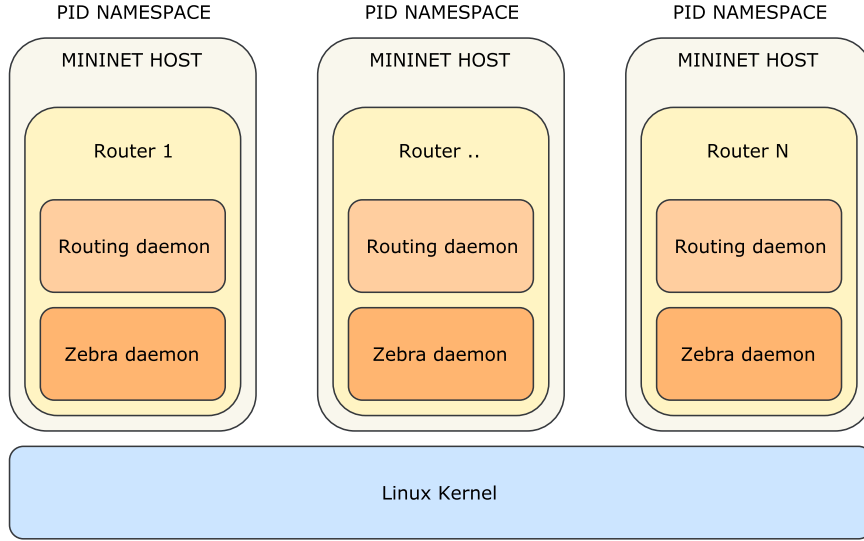 PID NAMESPACE
MININET HOST
Router 1
Routing daemon
Zebra daemon
PID NAMESPACE
MININET HOST
Router ..
Routing daemon
Zebra daemon
PID NAMESPACE
MININET HOST
Router N
Routing daemon
Zebra daemon
Linux Kernel